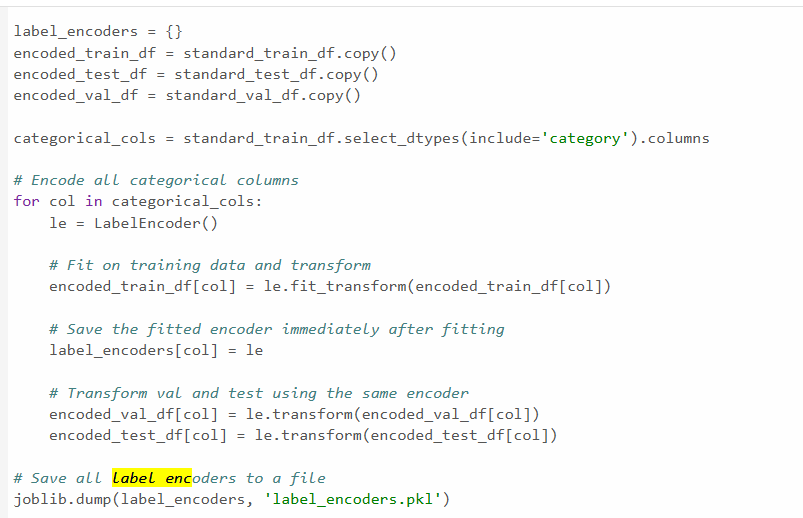 label_encoders = {}
encoded_train_df = standard_train_df.copy()
encoded_test_df = standard_test_df.copy()
encoded_val_df = standard_val_df.copy()
categorical_cols = standard_train_df.select_dtypes(include='category').columns
# Encode all categorical columns
for col in categorical_cols:
    le = LabelEncoder()
    # Fit on training data and transform
    encoded_train_df[col] = le.fit_transform(encoded_train_df[col])
    # Save the fitted encoder immediately after fitting
    label_encoders[col] = le
    # Transform val and test using the same encoder
    encoded_val_df[col] = le.transform(encoded_val_df[col])
    encoded_test_df[col] = le.transform(encoded_test_df[col])
# Save all label encoders to a file
joblib.dump(label_encoders, 'label_encoders.pkl')